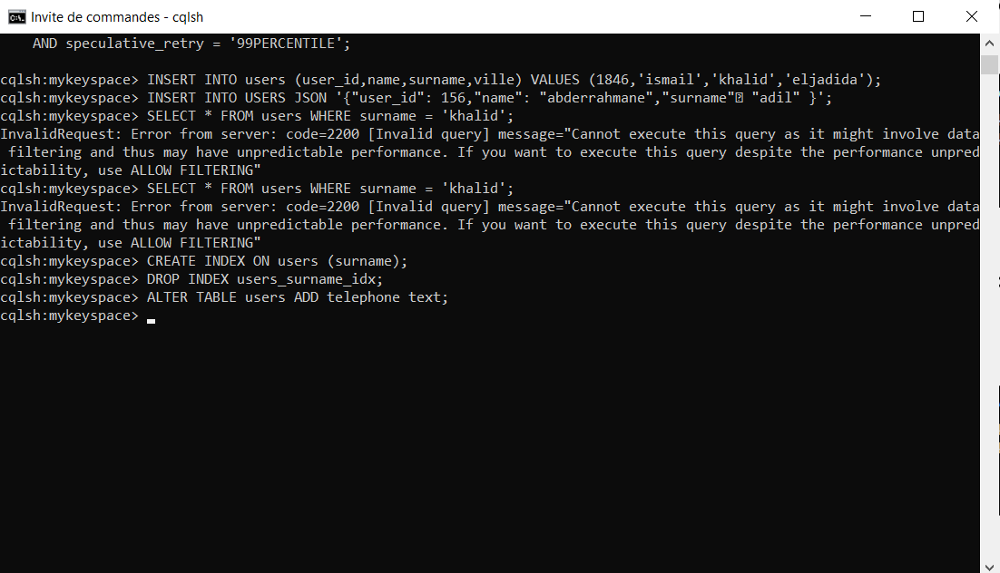 Invite de commandes - cqlsh
AND speculative_retry = '99PERCENTILE';
cqlsh:mykeyspace> INSERT INTO users (user_id,name,surname,ville) VALUES (1846,'ismail','khalid','eljadida');
cqlsh:mykeyspace> INSERT INTO USERS JSON '{"user_id": 156,"name": "abderrahmane","surname"⍰ "adil" }';
cqlsh:mykeyspace> SELECT * FROM users WHERE surname = 'khalid';
InvalidRequest: Error from server: code=2200 [Invalid query] message="Cannot execute this query as it might involve data
 filtering and thus may have unpredictable performance. If you want to execute this query despite the performance unpred
ictability, use ALLOW FILTERING"
cqlsh:mykeyspace> SELECT * FROM users WHERE surname = 'khalid';
InvalidRequest: Error from server: code=2200 [Invalid query] message="Cannot execute this query as it might involve data
 filtering and thus may have unpredictable performance. If you want to execute this query despite the performance unpred
ictability, use ALLOW FILTERING"
cqlsh:mykeyspace> CREATE INDEX ON users (surname);
cqlsh:mykeyspace> DROP INDEX users_surname_idx;
cqlsh:mykeyspace> ALTER TABLE users ADD telephone text;
cqlsh:mykeyspace>